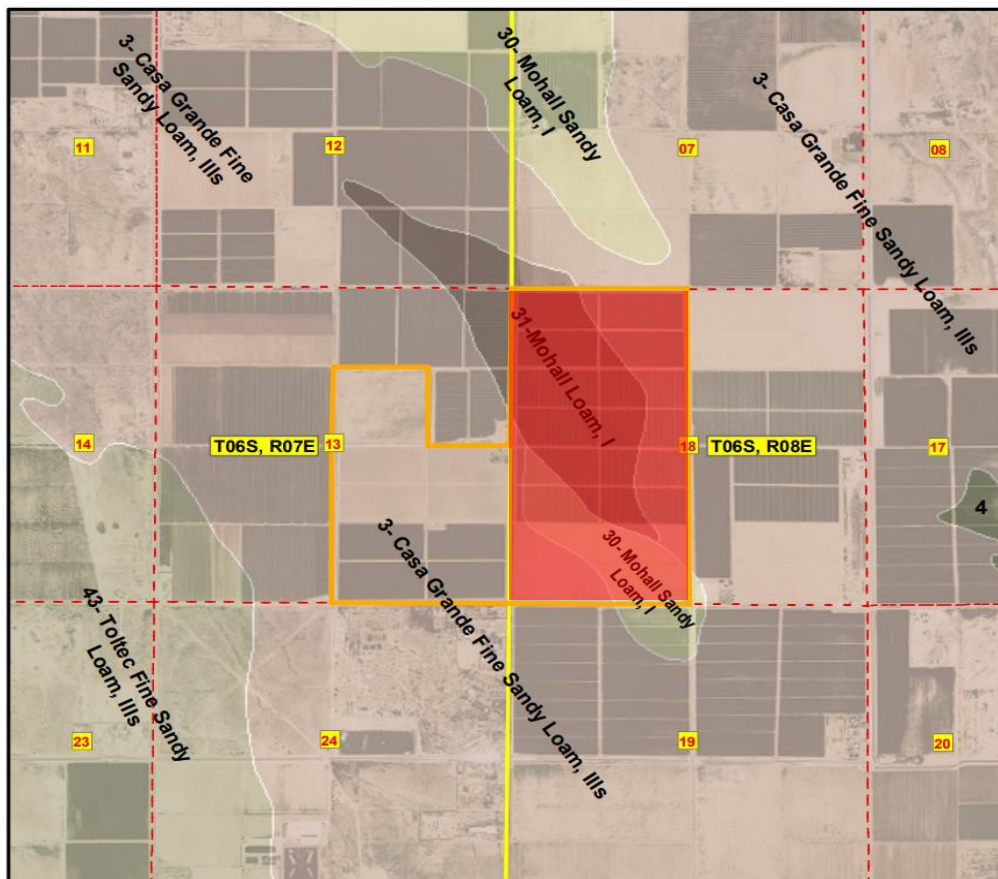 3- Casa Grande Fine
Sandy Loam, IIIs
30- Mohall Sandy
Loam, I
3- Casa Grande Fine Sandy Loam, IIIs
11
12
07
08
31-Mohall Loam, I
14
13
T06S, R07E
18
T06S, R08E
17
4
3- Casa Grande Fine Sandy Loam, IIIs
30- Mohall Sandy
Loam, I
43- Toltec Fine Sandy
Loam, IIIs
23
24
19
20